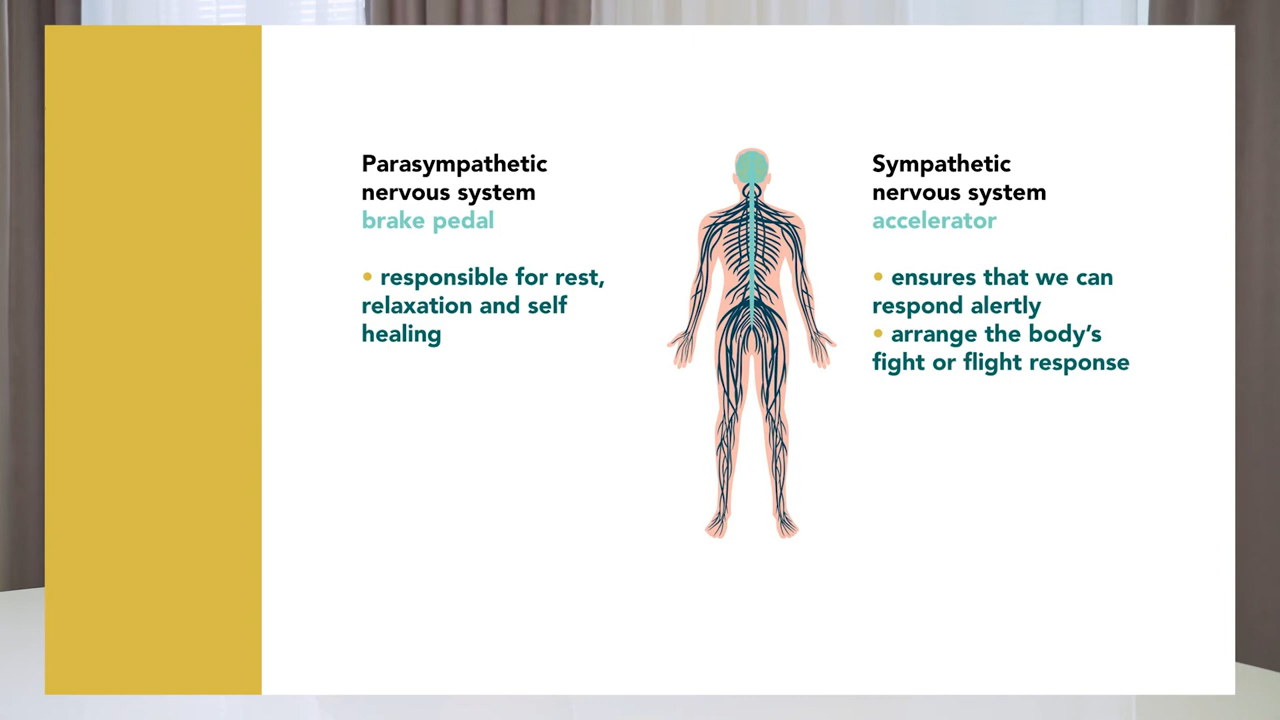 Parasympathetic
nervous system
brake pedal
• responsible for rest,
relaxation and self
healing
Sympathetic
nervous system
accelerator
• ensures that we can
respond alertly
• arrange the body's
fight or flight response